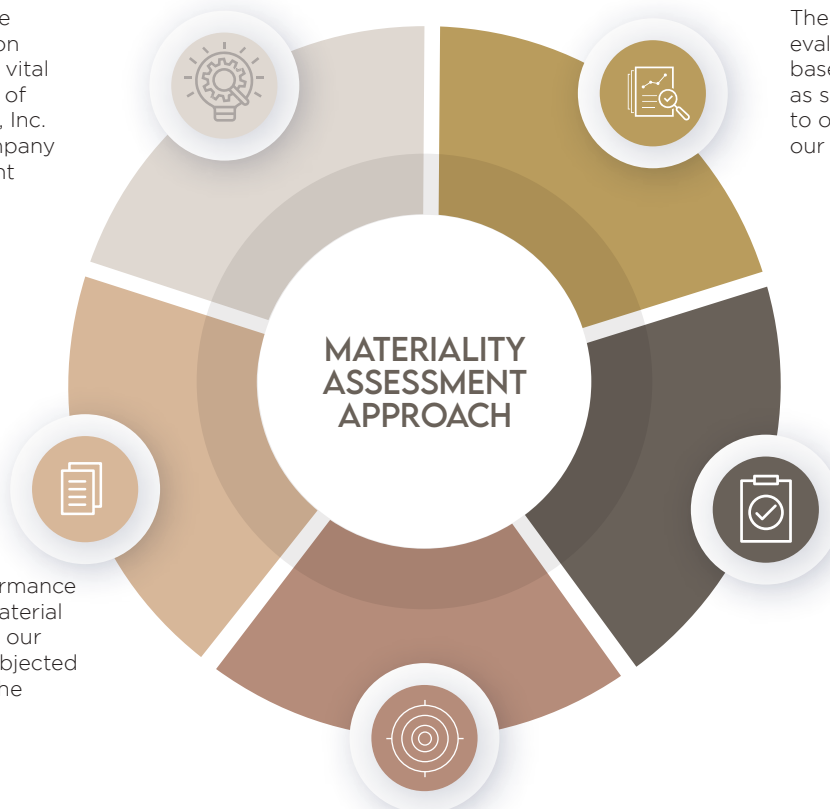 e
on
vital
of
, Inc.
mpany
nt
The
eval
base
as s
to o
our
MATERIALITY
ASSESSMENT
APPROACH
rmance
aterial
our
bjected
ne